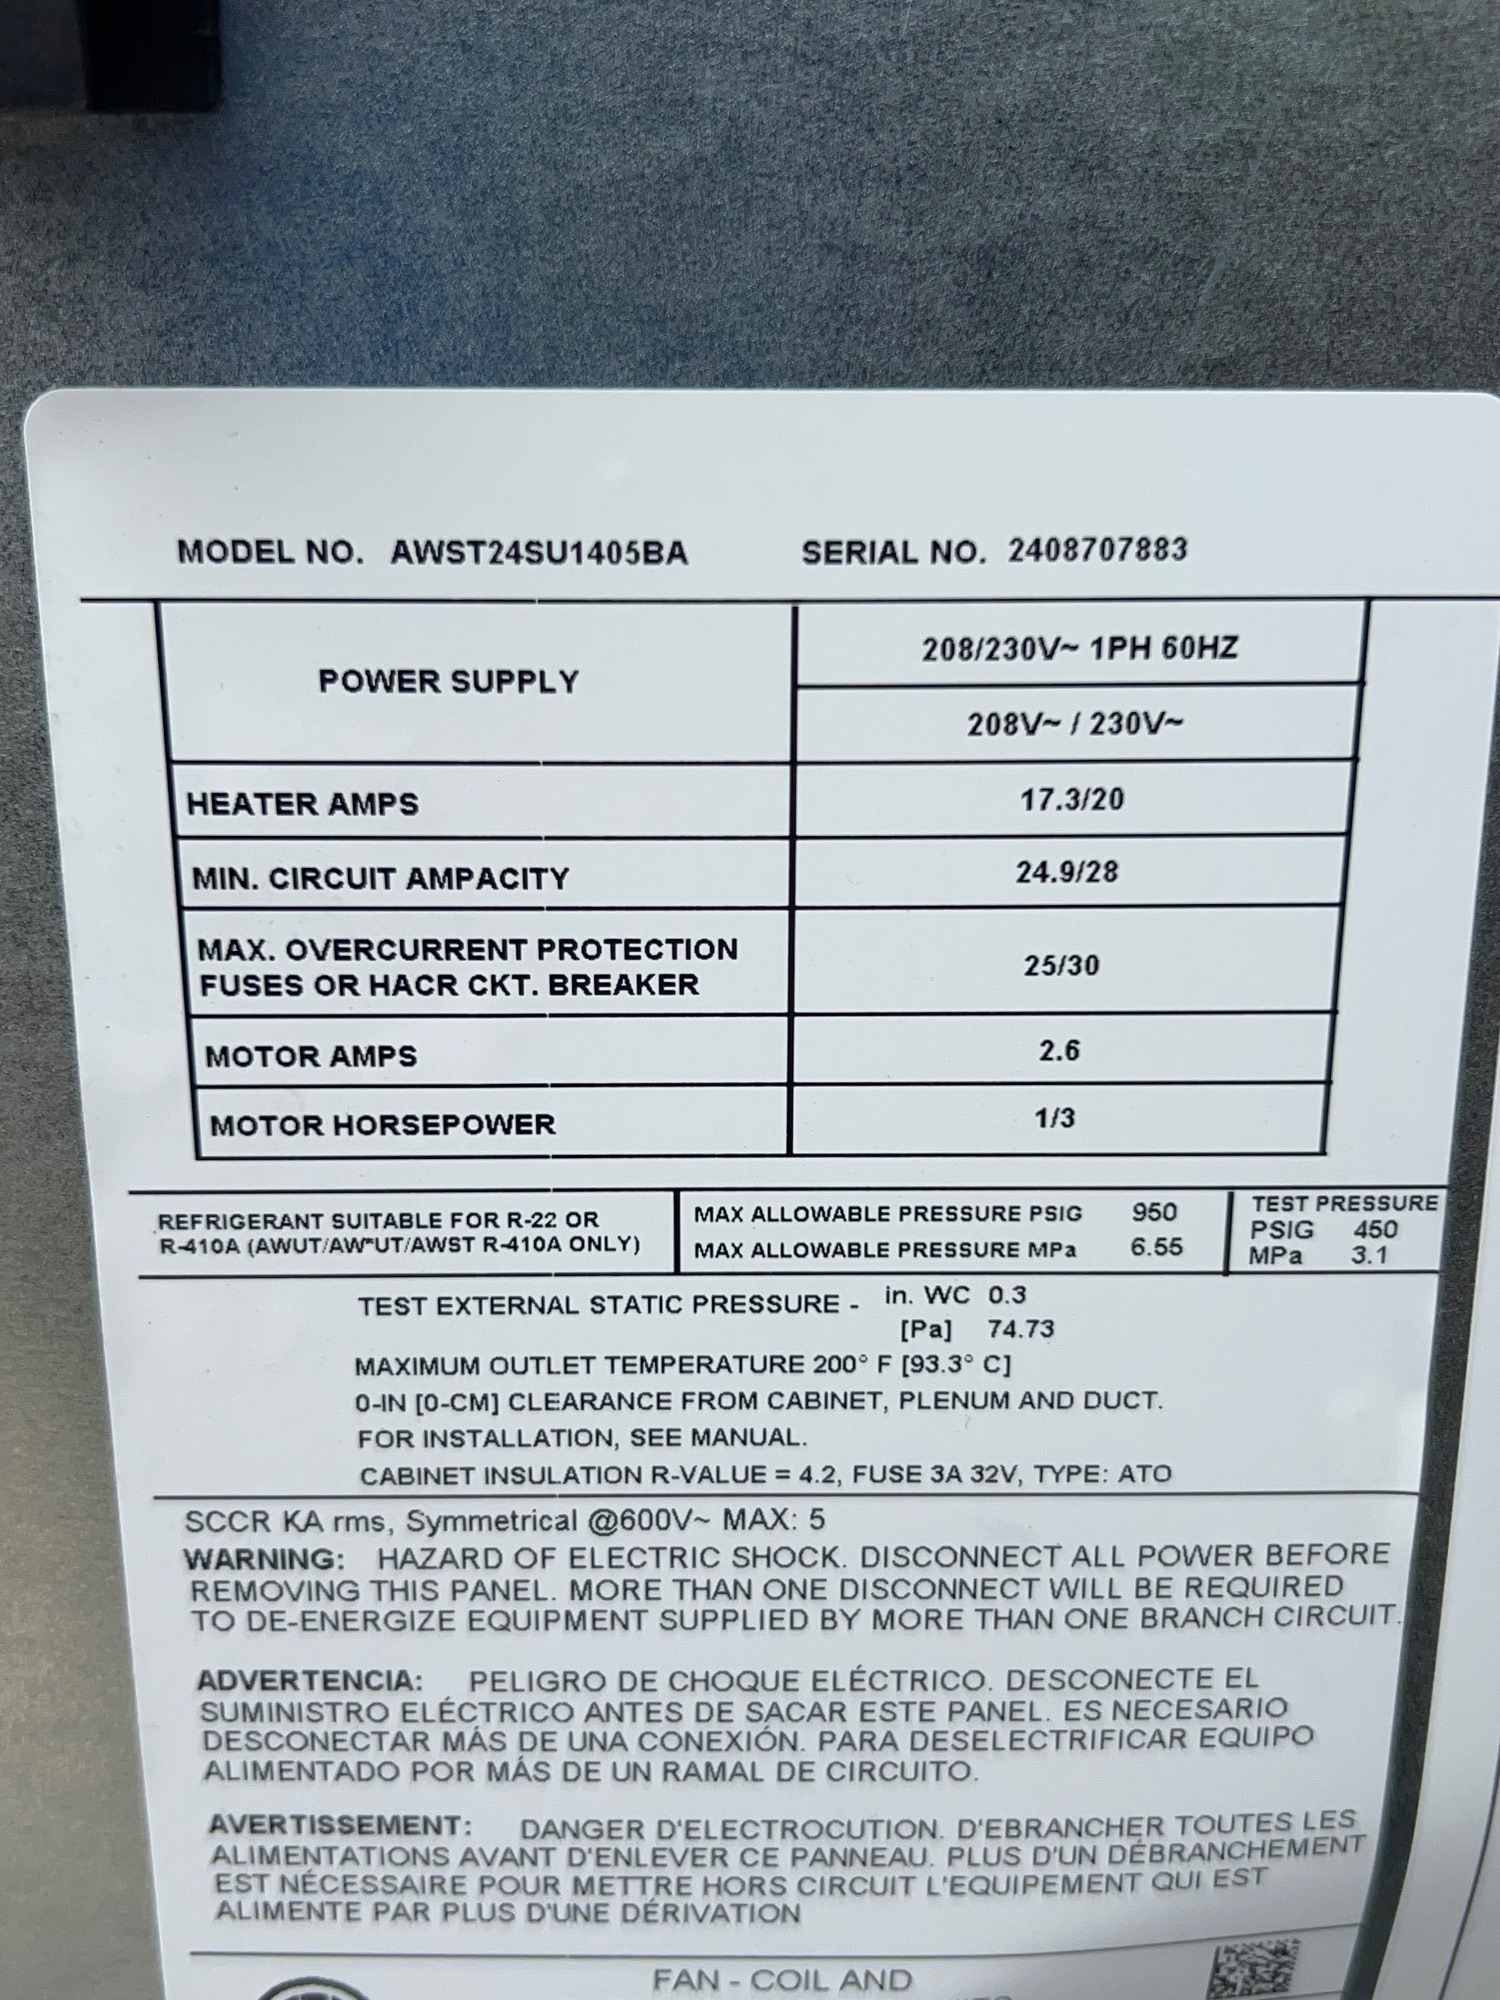 MODEL NO. AWST24SU1405BA SERIAL NO. 2408707883
POWER SUPPLY
208/230V~ 1PH 60HZ
208V~ / 230V~
HEATER AMPS 17.3/20
MIN. CIRCUIT AMPACITY 24.9/28
MAX. OVERCURRENT PROTECTION
FUSES OR HACR CKT. BREAKER
25/30
MOTOR AMPS 2.6
MOTOR HORSEPOWER 1/3
REFRIGERANT SUITABLE FOR R-22 OR
R-410A (AWUT/AW*UT/AWST R-410A ONLY)
MAX ALLOWABLE PRESSURE PSIG 950
MAX ALLOWABLE PRESSURE MPa 6.55
TEST PRESSURE
PSIG 450
MPa 3.1
TEST EXTERNAL STATIC PRESSURE - in. WC 0.3
[Pa] 74.73
MAXIMUM OUTLET TEMPERATURE 200° F [93.3° C]
0-IN [0-CM] CLEARANCE FROM CABINET, PLENUM AND DUCT.
FOR INSTALLATION, SEE MANUAL.
CABINET INSULATION R-VALUE = 4.2, FUSE 3A 32V, TYPE: ATO
SCCR KA rms, Symmetrical @600V~ MAX: 5
WARNING: HAZARD OF ELECTRIC SHOCK. DISCONNECT ALL POWER BEFORE
REMOVING THIS PANEL. MORE THAN ONE DISCONNECT WILL BE REQUIRED
TO DE-ENERGIZE EQUIPMENT SUPPLIED BY MORE THAN ONE BRANCH CIRCUIT.
ADVERTENCIA: PELIGRO DE CHOQUE ELÉCTRICO. DESCONECTE EL
SUMINISTRO ELÉCTRICO ANTES DE SACAR ESTE PANEL. ES NECESARIO
DESCONECTAR MÁS DE UNA CONEXIÓN. PARA DESELECTRIFICAR EQUIPO
ALIMENTADO POR MÁS DE UN RAMAL DE CIRCUITO.
AVERTISSEMENT: DANGER D'ELECTROCUTION. D'EBRANCHER TOUTES LES
ALIMENTATIONS AVANT D'ENLEVER CE PANNEAU. PLUS D'UN DÉBRANCHEMENT
EST NÉCESSAIRE POUR METTRE HORS CIRCUIT L'EQUIPEMENT QUI EST
ALIMENTE PAR PLUS D'UNE DÉRIVATION
FAN - COIL AND